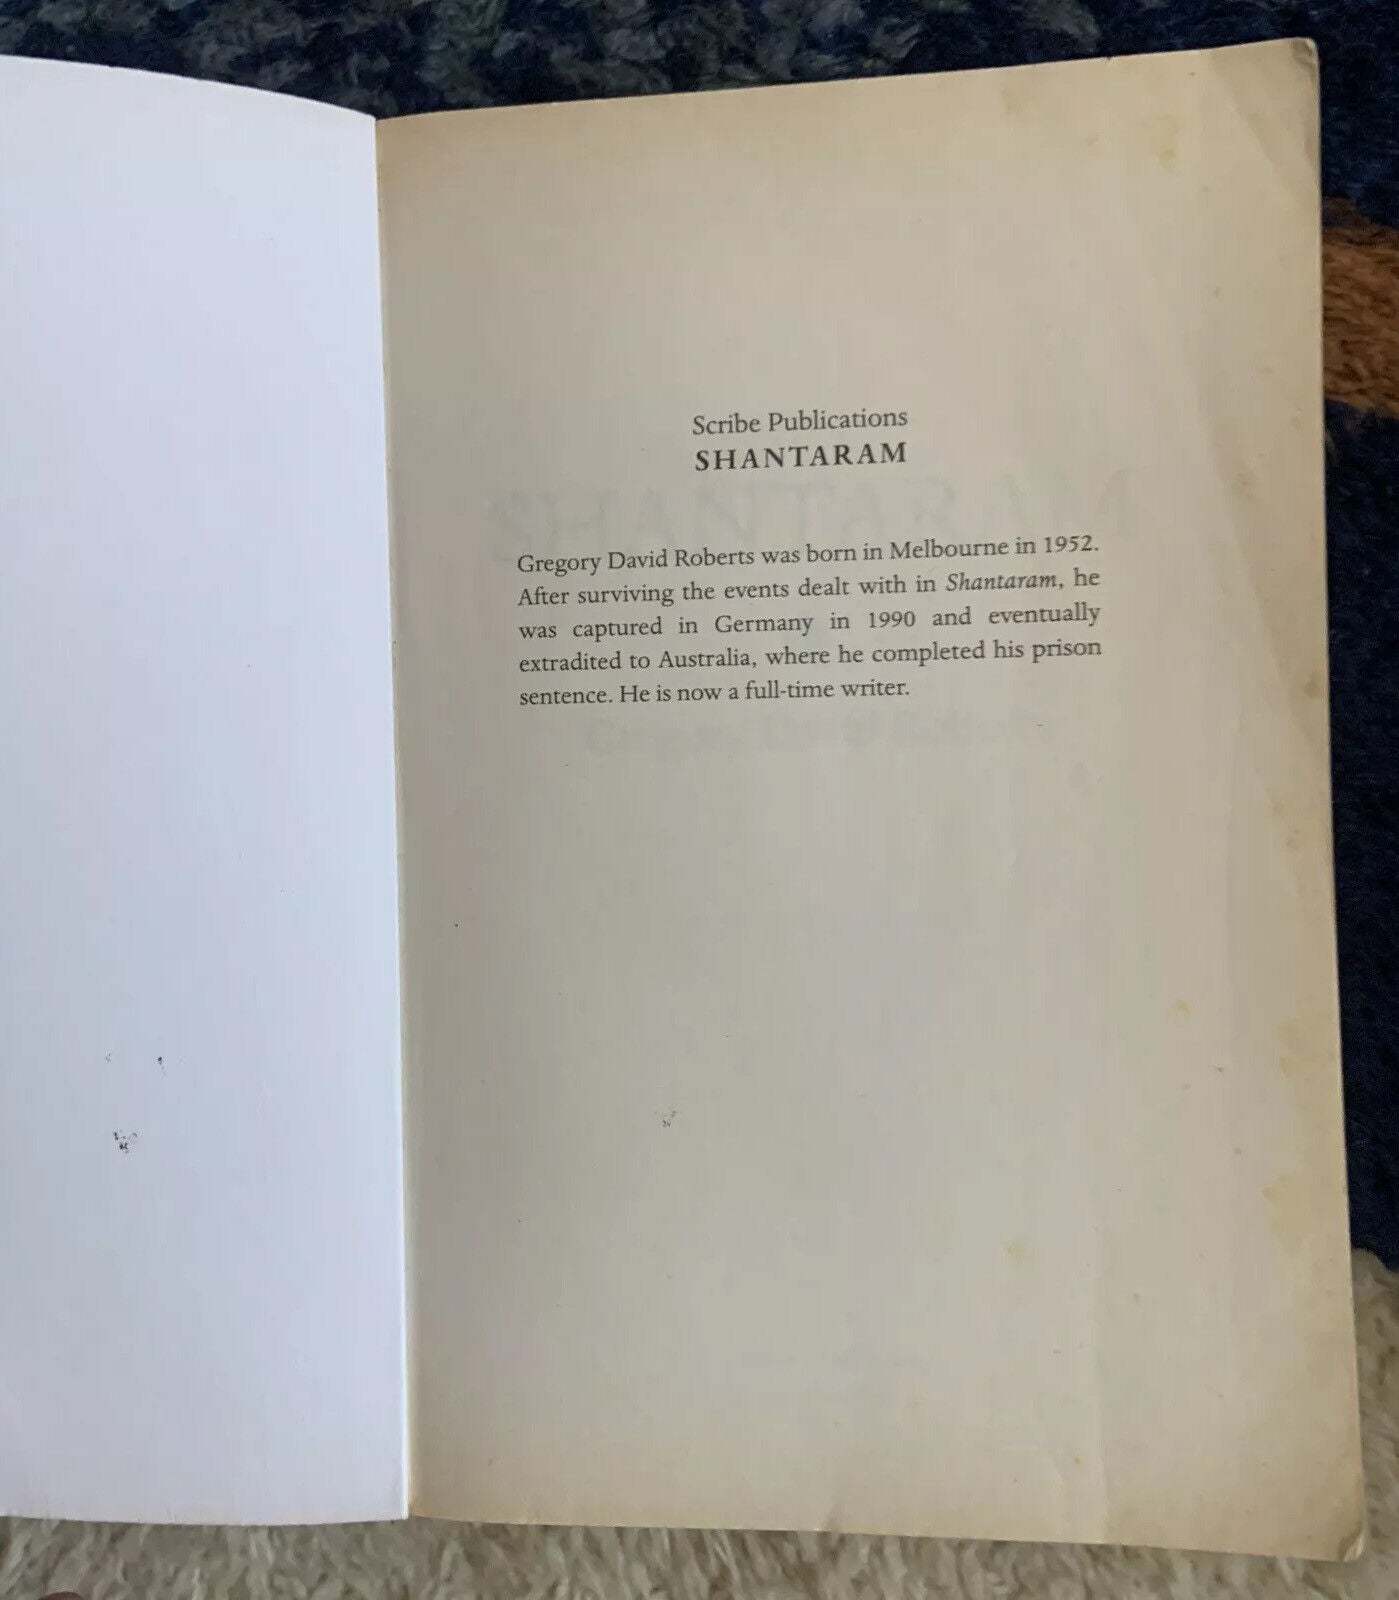 Scribe Publications
SHANTARAM
Gregory David Roberts was born in Melbourne in 1952.
After surviving the events dealt with in Shantaram, he
was captured in Germany in 1990 and eventually
extradited to Australia, where he completed his prison
sentence. He is now a full-time writer.